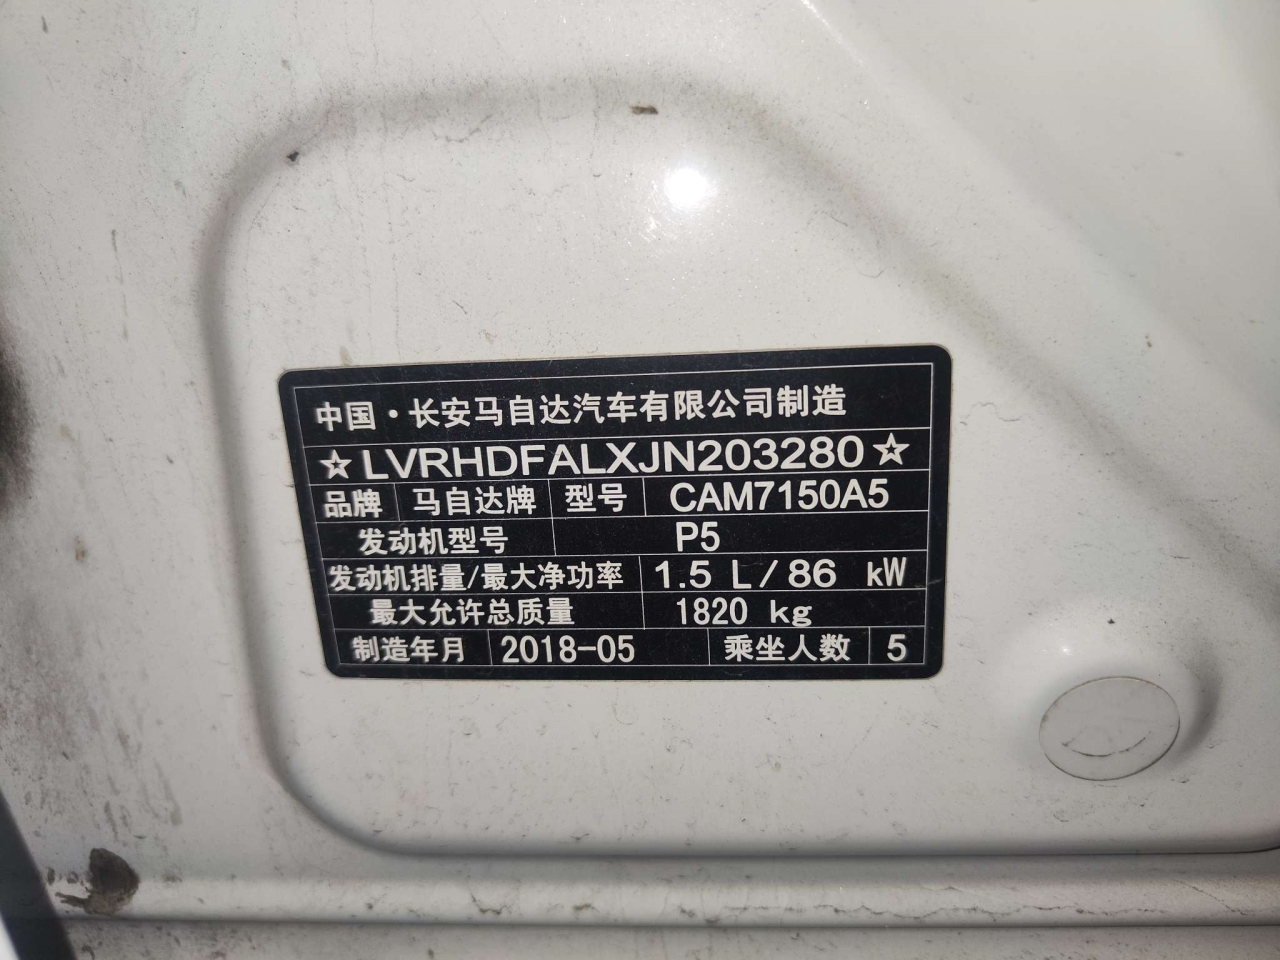 中国·长安马自达汽车有限公司制造
☆LVRHDFALXJN203280☆
品牌 马自达牌 型号 CAM7150A5
发动机型号 P5
发动机排量/最大净功率 1.5 L/86 kW
最大允许总质量 1820 kg
制造年月 2018-05 乘坐人数 5